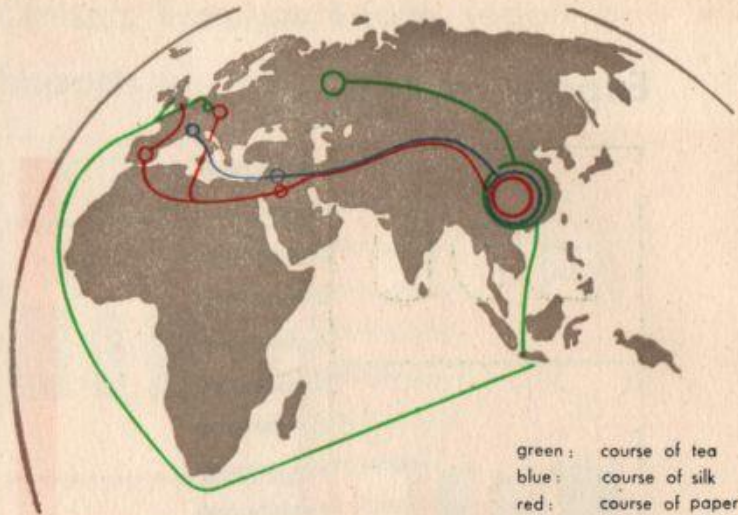 green: course of tea
blue: course of silk
red: course of paper